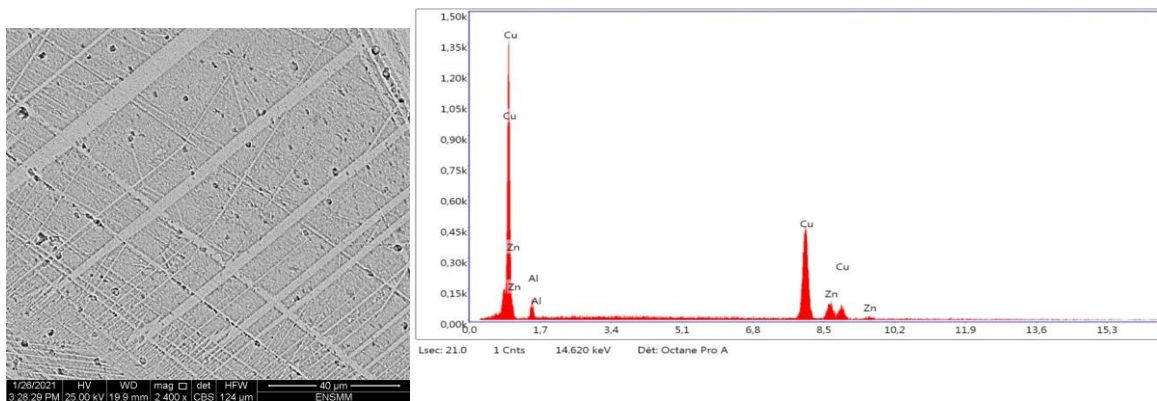 1/26/2021 HV WD mag det HFW 40 µm
3:28:29 PM 25.00 kV 19.9 mm 2 400 x CBS 124 µm ENSMM
1,50k
1,35k
1,20k
1,05k
0,90k
0,75k
0,60k
0,45k
0,30k
0,15k
0,00k
Cu
Cu
Zn
Zn
Al
Al
Cu
Zn
Cu
Zn
0,0 1,7 3,4 5,1 6,8 8,5 10,2 11,9 13,6 15,3
Lsec: 21.0 1 Cnts 14.620 keV Dét: Octane Pro A